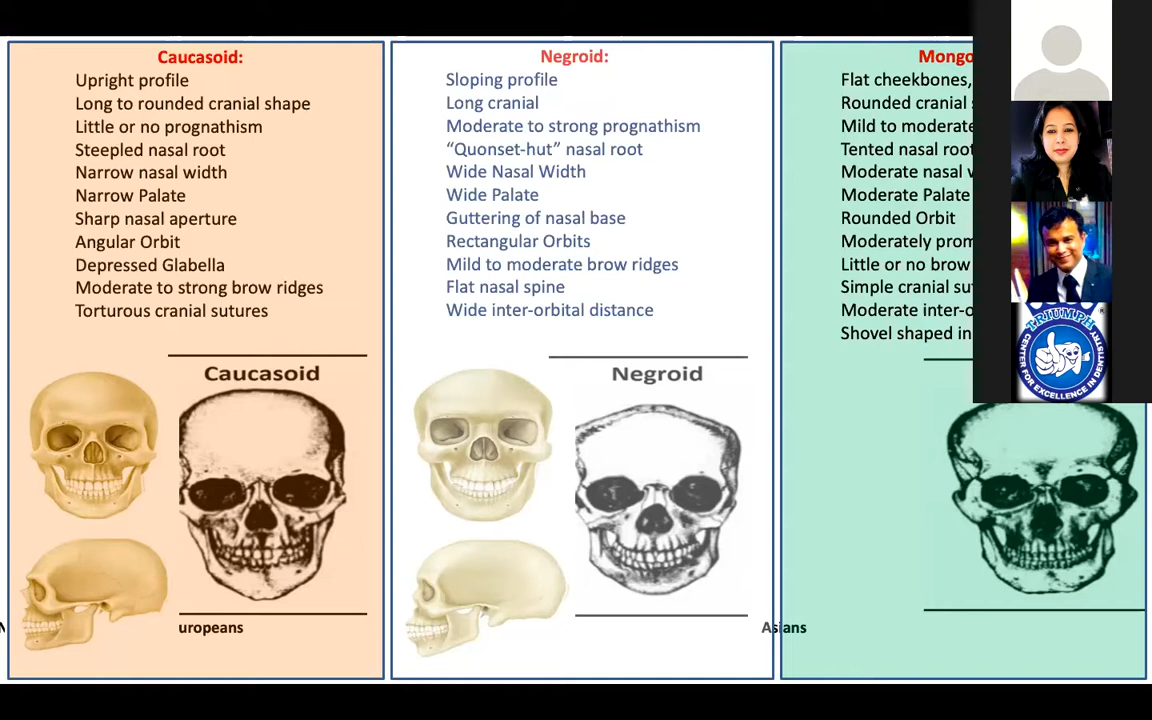 Caucasoid:
Upright profile
Long to rounded cranial shape
Little or no prognathism
Steepled nasal root
Narrow nasal width
Narrow Palate
Sharp nasal aperture
Angular Orbit
Depressed Glabella
Moderate to strong brow ridges
Torturous cranial sutures
Caucasoid
uropeans
Negroid:
Sloping profile
Long cranial
Moderate to strong prognathism
“Quonset-hut” nasal root
Wide Nasal Width
Wide Palate
Guttering of nasal base
Rectangular Orbits
Mild to moderate brow ridges
Flat nasal spine
Wide inter-orbital distance
Negroid
Asians
Mongo
Flat cheekbones,
Rounded cranial
Mild to moderate
Tented nasal root
Moderate nasal
Moderate Palate
Rounded Orbit
Moderately prom
Little or no brow
Simple cranial su
Moderate inter-o
Shovel shaped in
TRIUMPH
CENTER FOR EXCELLENCE IN DENTISTRY